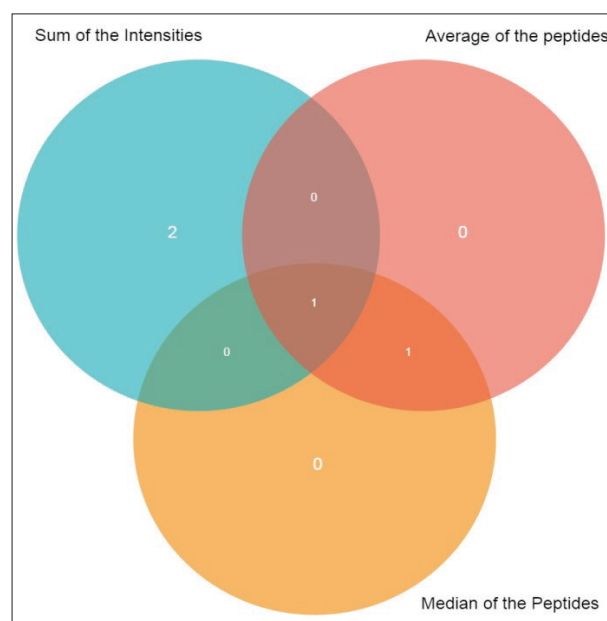 Sum of the Intensities
Average of the peptides
0
2
0
1
0
1
0
Median of the Peptides